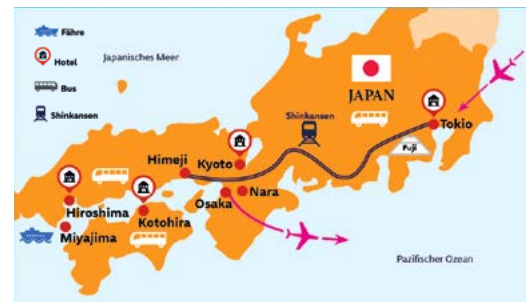 Fähre
Hotel
Bus
Shinkansen
Japanisches Meer
JAPAN
Shinkansen
Tokio
Fuji
Himeji
Kyoto
Osaka
Nara
Hiroshima
Kotohira
Miyajima
Pazifischer Ozean